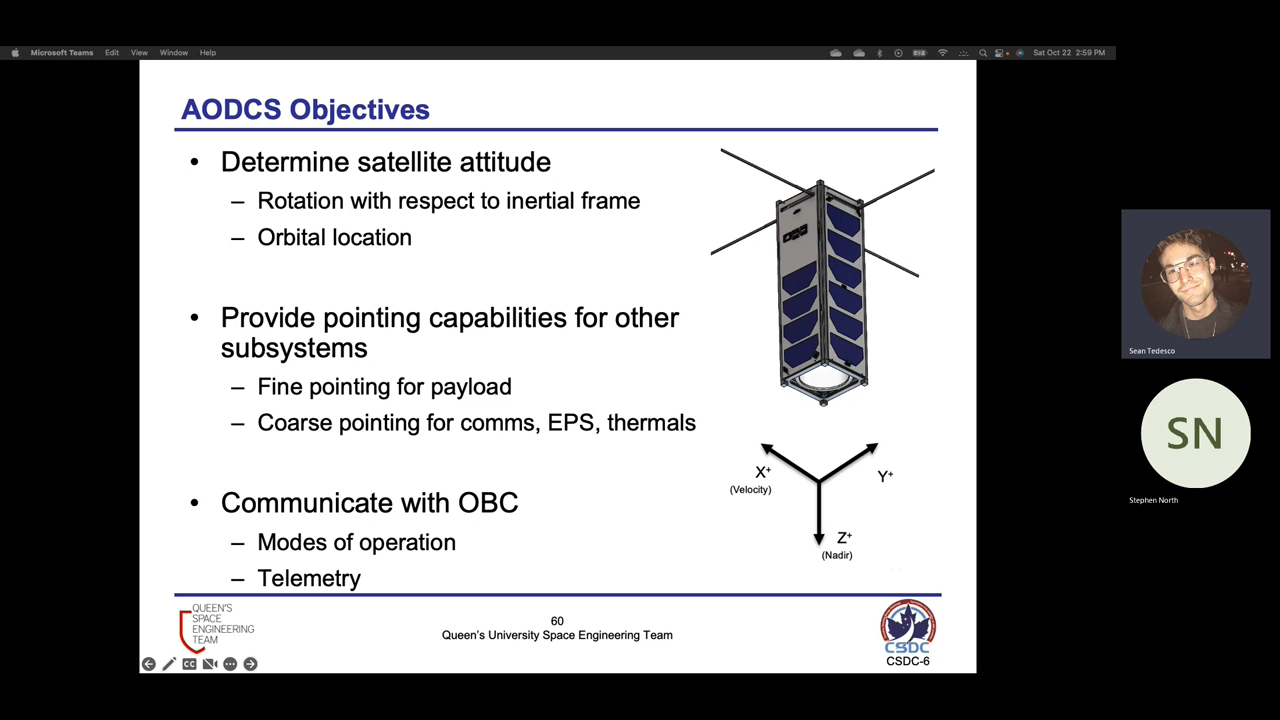 Microsoft Teams Edit View Window Help Sat Oct 22 2:59 PM
AODCS Objectives
• Determine satellite attitude
– Rotation with respect to inertial frame
– Orbital location
• Provide pointing capabilities for other
subsystems
– Fine pointing for payload
– Coarse pointing for comms, EPS, thermals
• Communicate with OBC
– Modes of operation
– Telemetry
X+
(Velocity)
Y+
Z+
(Nadir)
QUEEN'S
SPACE
ENGINEERING
TEAM
60
Queen's University Space Engineering Team
CSDC
CSDC-6
CC
Sean Tedesco
SN
Stephen North